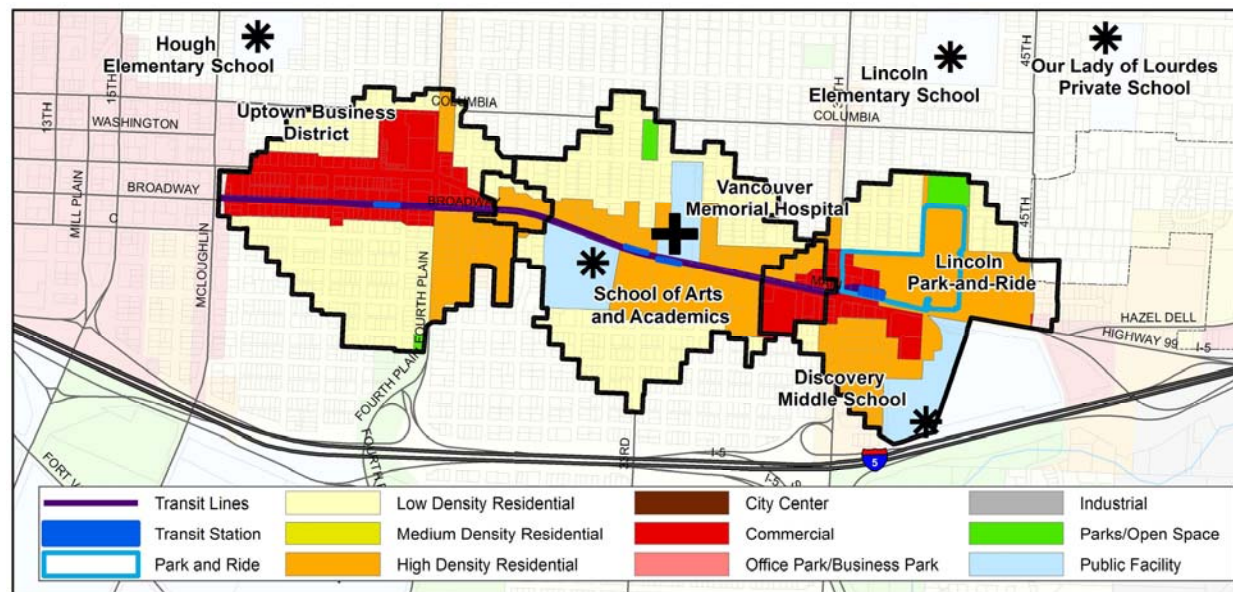 Hough
Elementary School
Lincoln
Elementary School
Our Lady of Lourdes
Private School
Uptown Business
District
Vancouver
Memorial Hospital
School of Arts
and Academics
Lincoln
Park-and-Ride
Discovery
Middle School
13TH
15TH
COLUMBIA
COLUMBIA
WASHINGTON
BROADWAY
BROADWAY
MILL PLAIN
C
MCLOUGHLIN
FOURTH PLAIN
FOURTH PLAIN
33RD
45TH
45TH
HAZEL DELL
HIGHWAY 99
I-5
I-5
I-5
5
Transit Lines
Transit Station
Park and Ride
Low Density Residential
Medium Density Residential
High Density Residential
City Center
Commercial
Office Park/Business Park
Industrial
Parks/Open Space
Public Facility